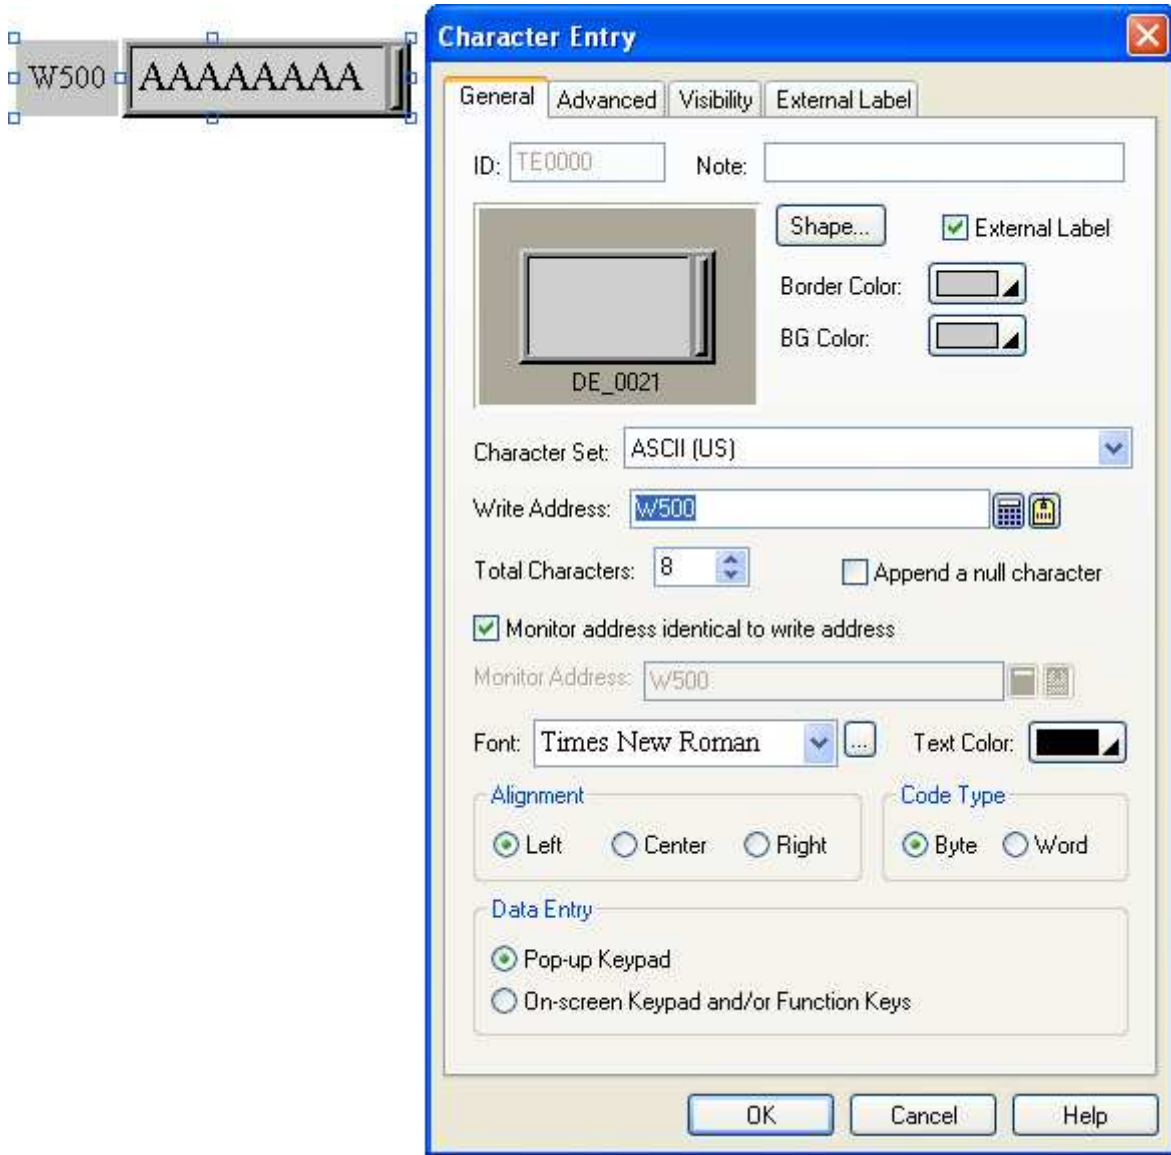 W500 AAAAAAAA
Character Entry
General Advanced Visibility External Label
ID: TE0000 Note:
Shape... External Label
Border Color:
BG Color:
DE_0021
Character Set: ASCII (US)
Write Address: W500
Total Characters: 8 Append a null character
Monitor address identical to write address
Monitor Address: W500
Font: Times New Roman ... Text Color:
Alignment Code Type
Left Center Right Byte Word
Data Entry
Pop-up Keypad
On-screen Keypad and/or Function Keys
OK Cancel Help